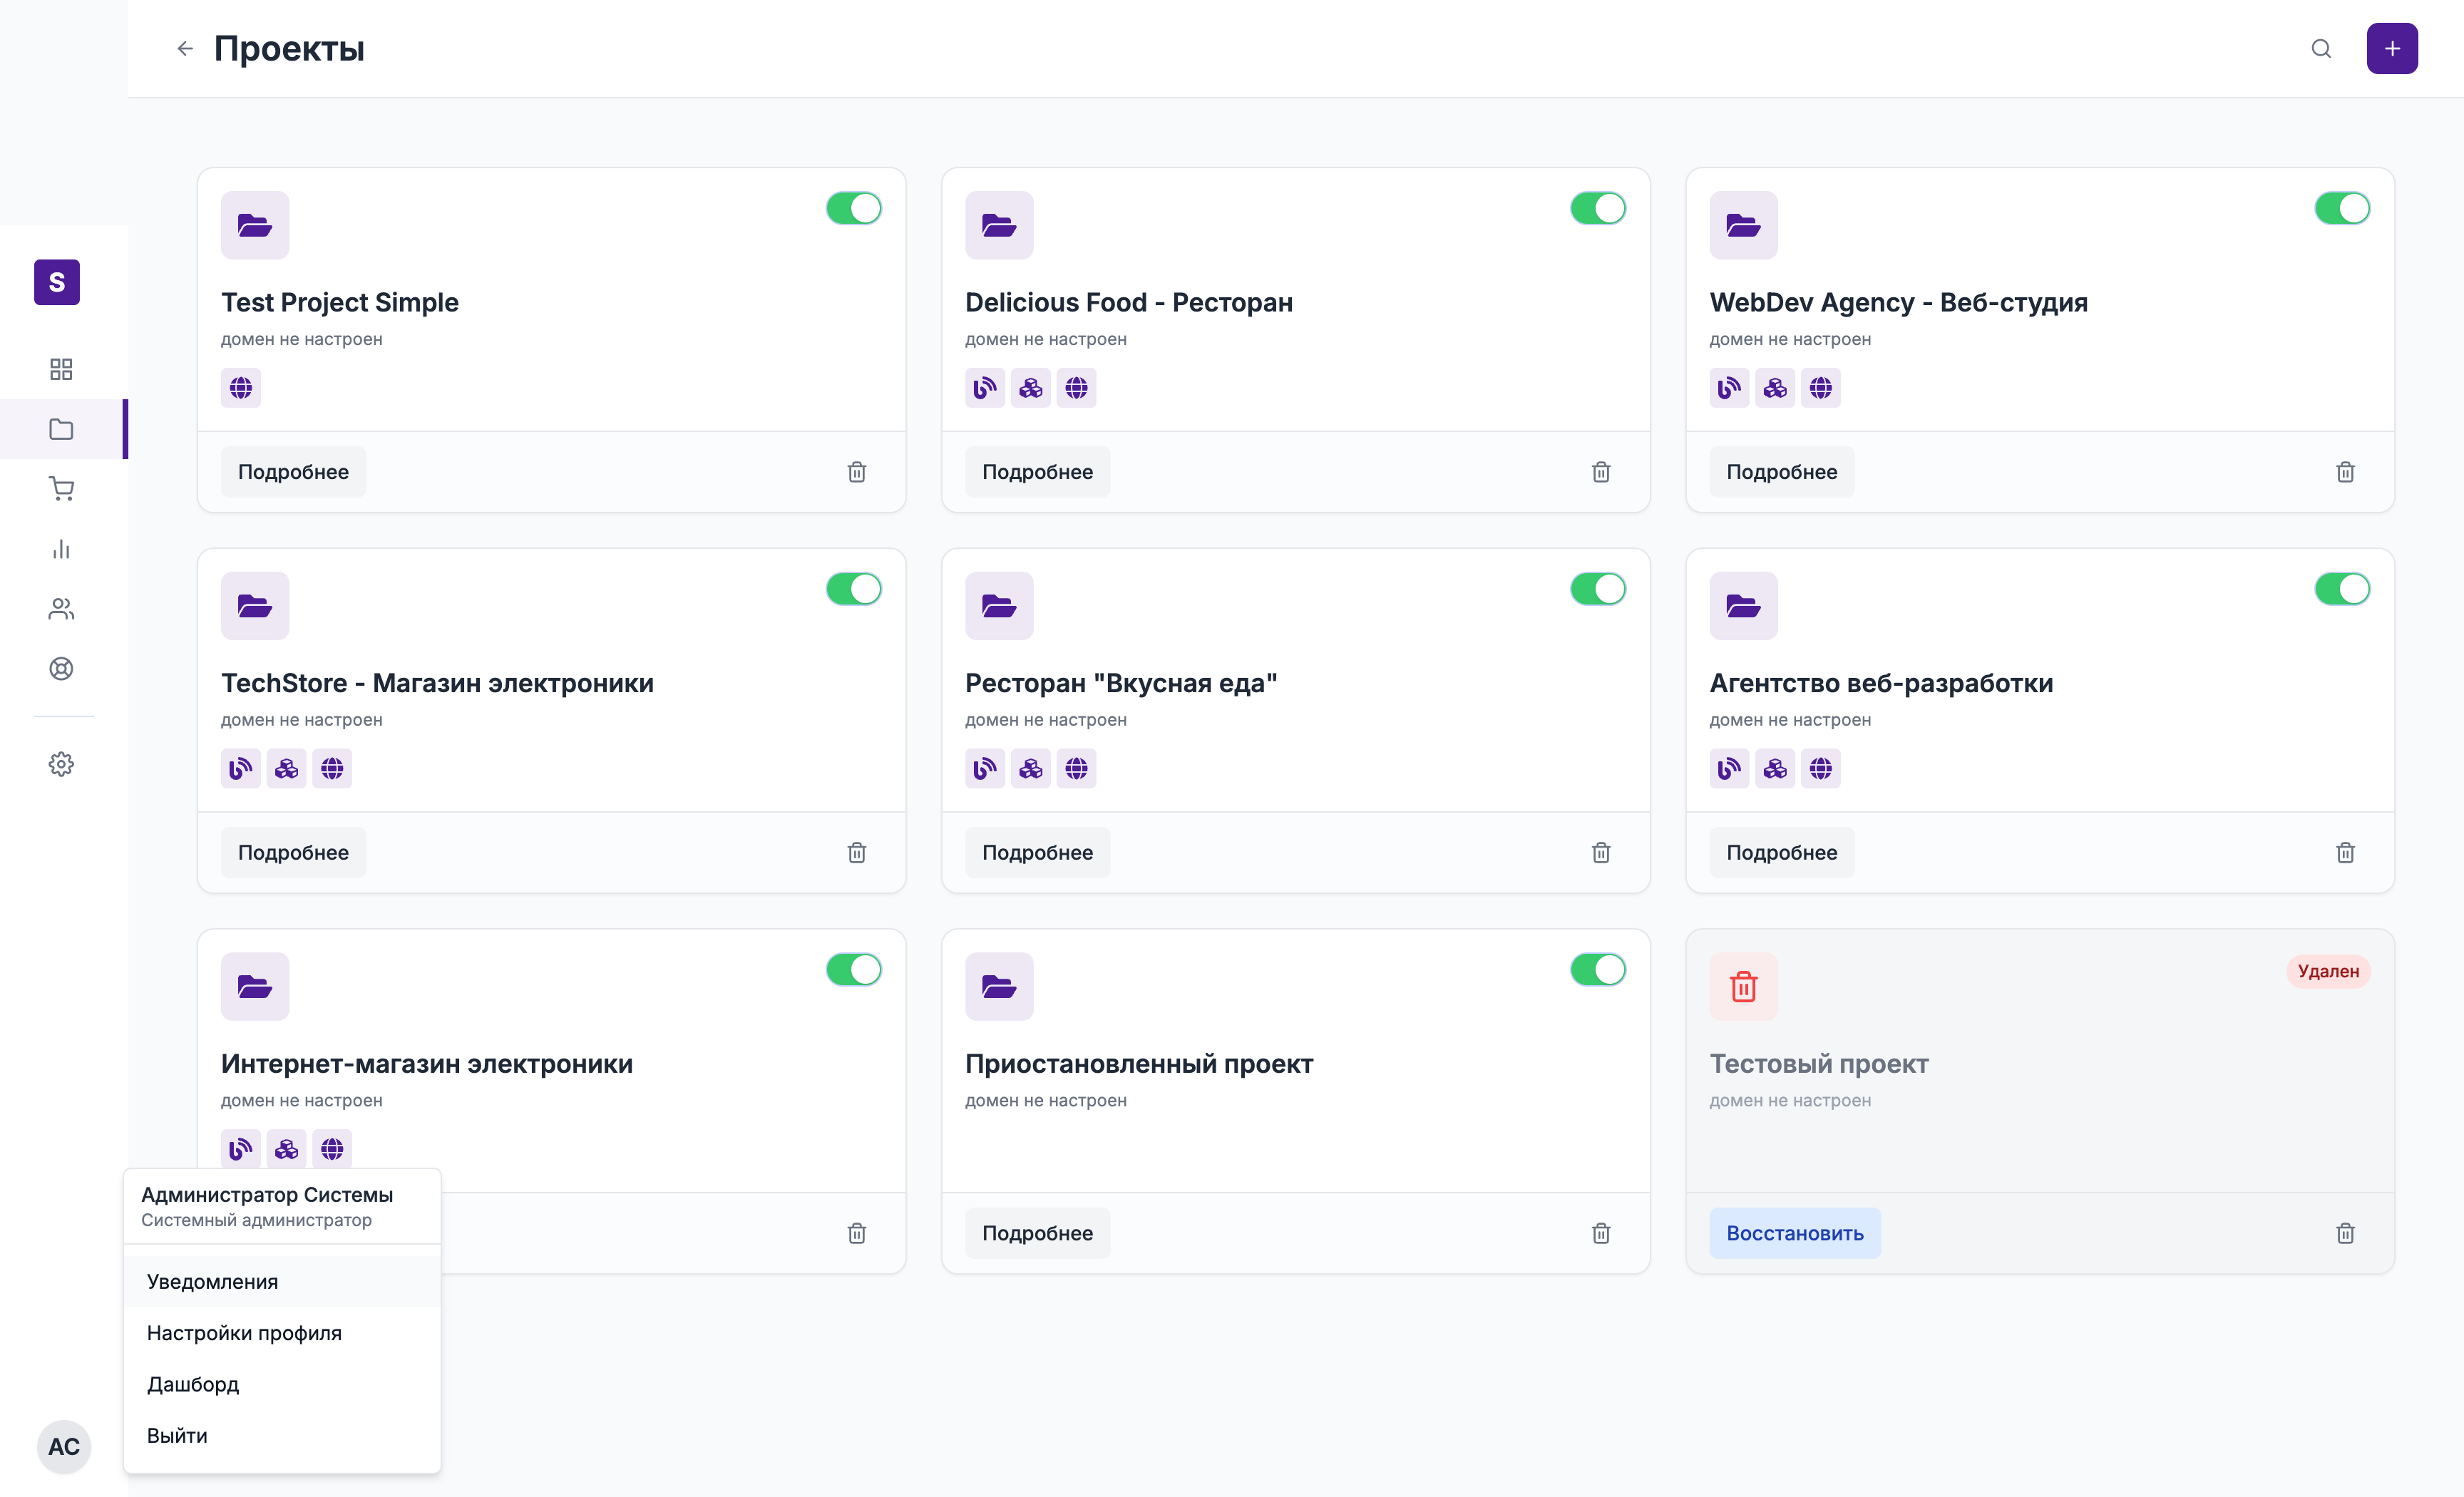 Проекты
S
Test Project Simple
домен не настроен
Подробнее
Delicious Food - Ресторан
домен не настроен
Подробнее
WebDev Agency - Веб-студия
домен не настроен
Подробнее
TechStore - Магазин электроники
домен не настроен
Подробнее
Ресторан "Вкусная еда"
домен не настроен
Подробнее
Агентство веб-разработки
домен не настроен
Подробнее
Интернет-магазин электроники
домен не настроен
Приостановленный проект
домен не настроен
Подробнее
Удален
Тестовый проект
домен не настроен
Восстановить
Администратор Системы
Системный администратор
Уведомления
Настройки профиля
Дашборд
Выйти
АС